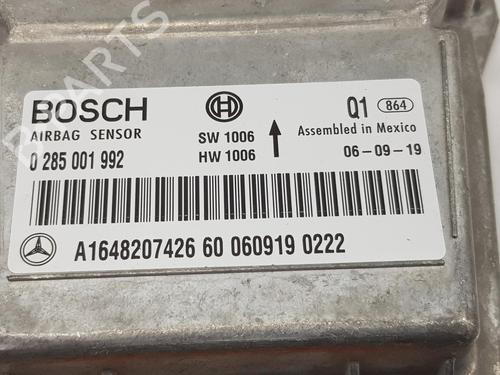 B-PARTS
BOSCH
AIRBAG SENSOR
0 285 001 992
SW 1006
HW 1006
Q1 864
Assembled in Mexico
06-09-19
A1648207426 60 060919 0222